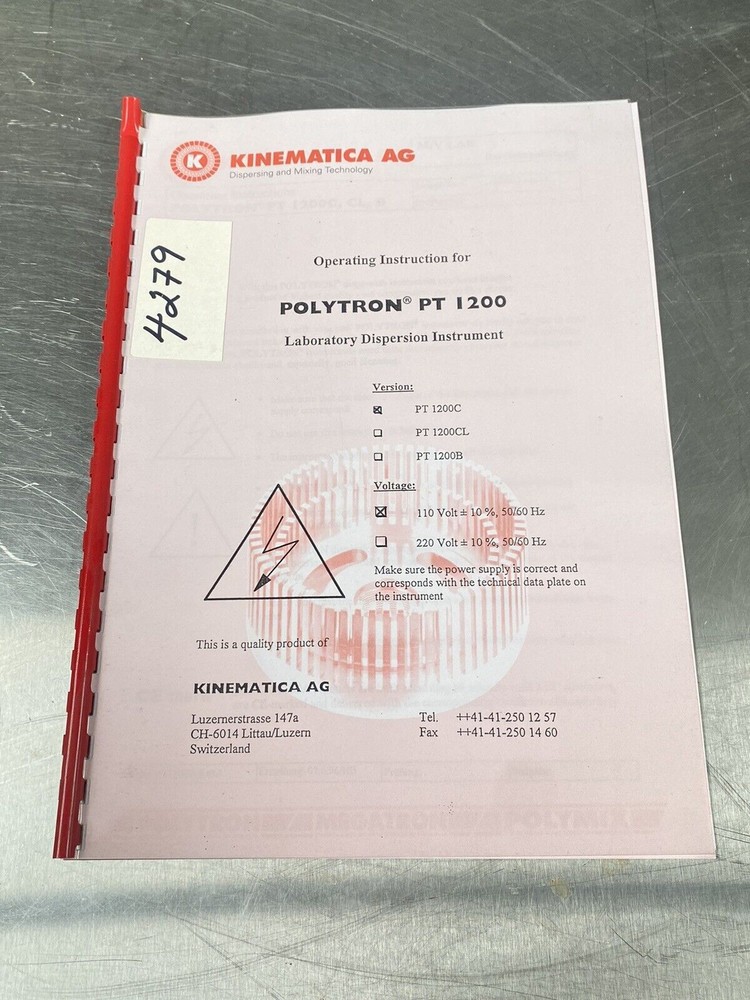 K
KINEMATICA AG
Dispersing and Mixing Technology
4279
Operating Instruction for
POLYTRON® PT 1200
Laboratory Dispersion Instrument
Version:
☒ PT 1200C
☐ PT 1200CL
☐ PT 1200B
Voltage:
☒ 110 Volt ± 10 %, 50/60 Hz
☐ 220 Volt ± 10 %, 50/60 Hz
Make sure the power supply is correct and
corresponds with the technical data plate on
the instrument
This is a quality product of
KINEMATICA AG
Luzernerstrasse 147a
CH-6014 Littau/Luzern
Switzerland
Tel. ++41-41-250 12 57
Fax ++41-41-250 14 60